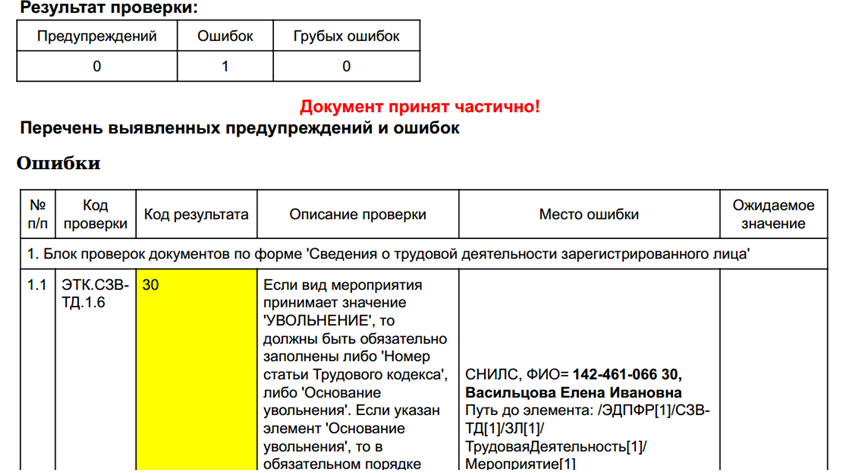 Результат проверки:
Предупреждений Ошибок Грубых ошибок
0 1 0
Документ принят частично!
Перечень выявленных предупреждений и ошибок
Ошибки
№ п/п
Код проверки
Код результата
Описание проверки
Место ошибки
Ожидаемое значение
1. Блок проверок документов по форме 'Сведения о трудовой деятельности зарегистрированного лица'
1.1
ЭТК.СЗВ-
ТД.1.6
30
Если вид мероприятия
принимает значение
'УВОЛЬНЕНИЕ', то
должны быть обязательно
заполнены либо 'Номер
статьи Трудового кодекса',
либо 'Основание
увольнения'. Если указан
элемент 'Основание
увольнения', то в
обязательном порядке
СНИЛС, ФИО= 142-461-066 30,
Васильцова Елена Ивановна
Путь до элемента: /ЭДПФР[1]/СЗВ-
ТД[1]/ЗЛ[1]/
ТрудоваяДеятельность[1]/
Мероприятие[1]